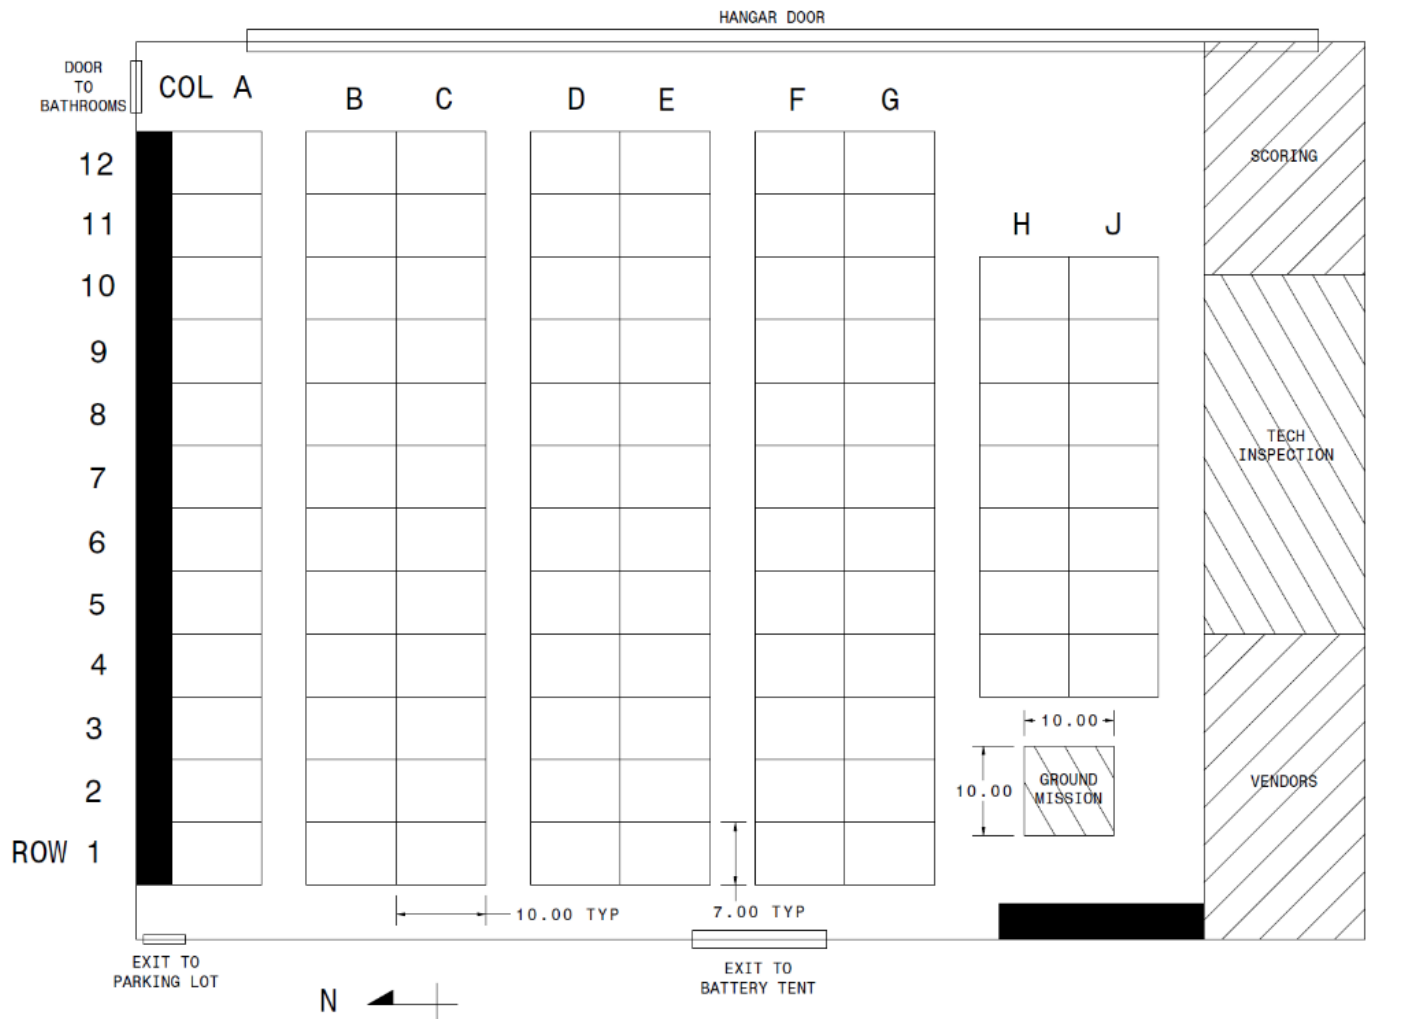 HANGAR DOOR
DOOR
TO
BATHROOMS
COL A
B
C
D
E
F
G
12
SCORING
11
H
J
10
9
8
TECH
INSPECTION
7
6
5
4
3
10.00
2
10.00
GROUND
MISSION
VENDORS
ROW 1
10.00 TYP
7.00 TYP
EXIT TO
PARKING LOT
EXIT TO
BATTERY TENT
N